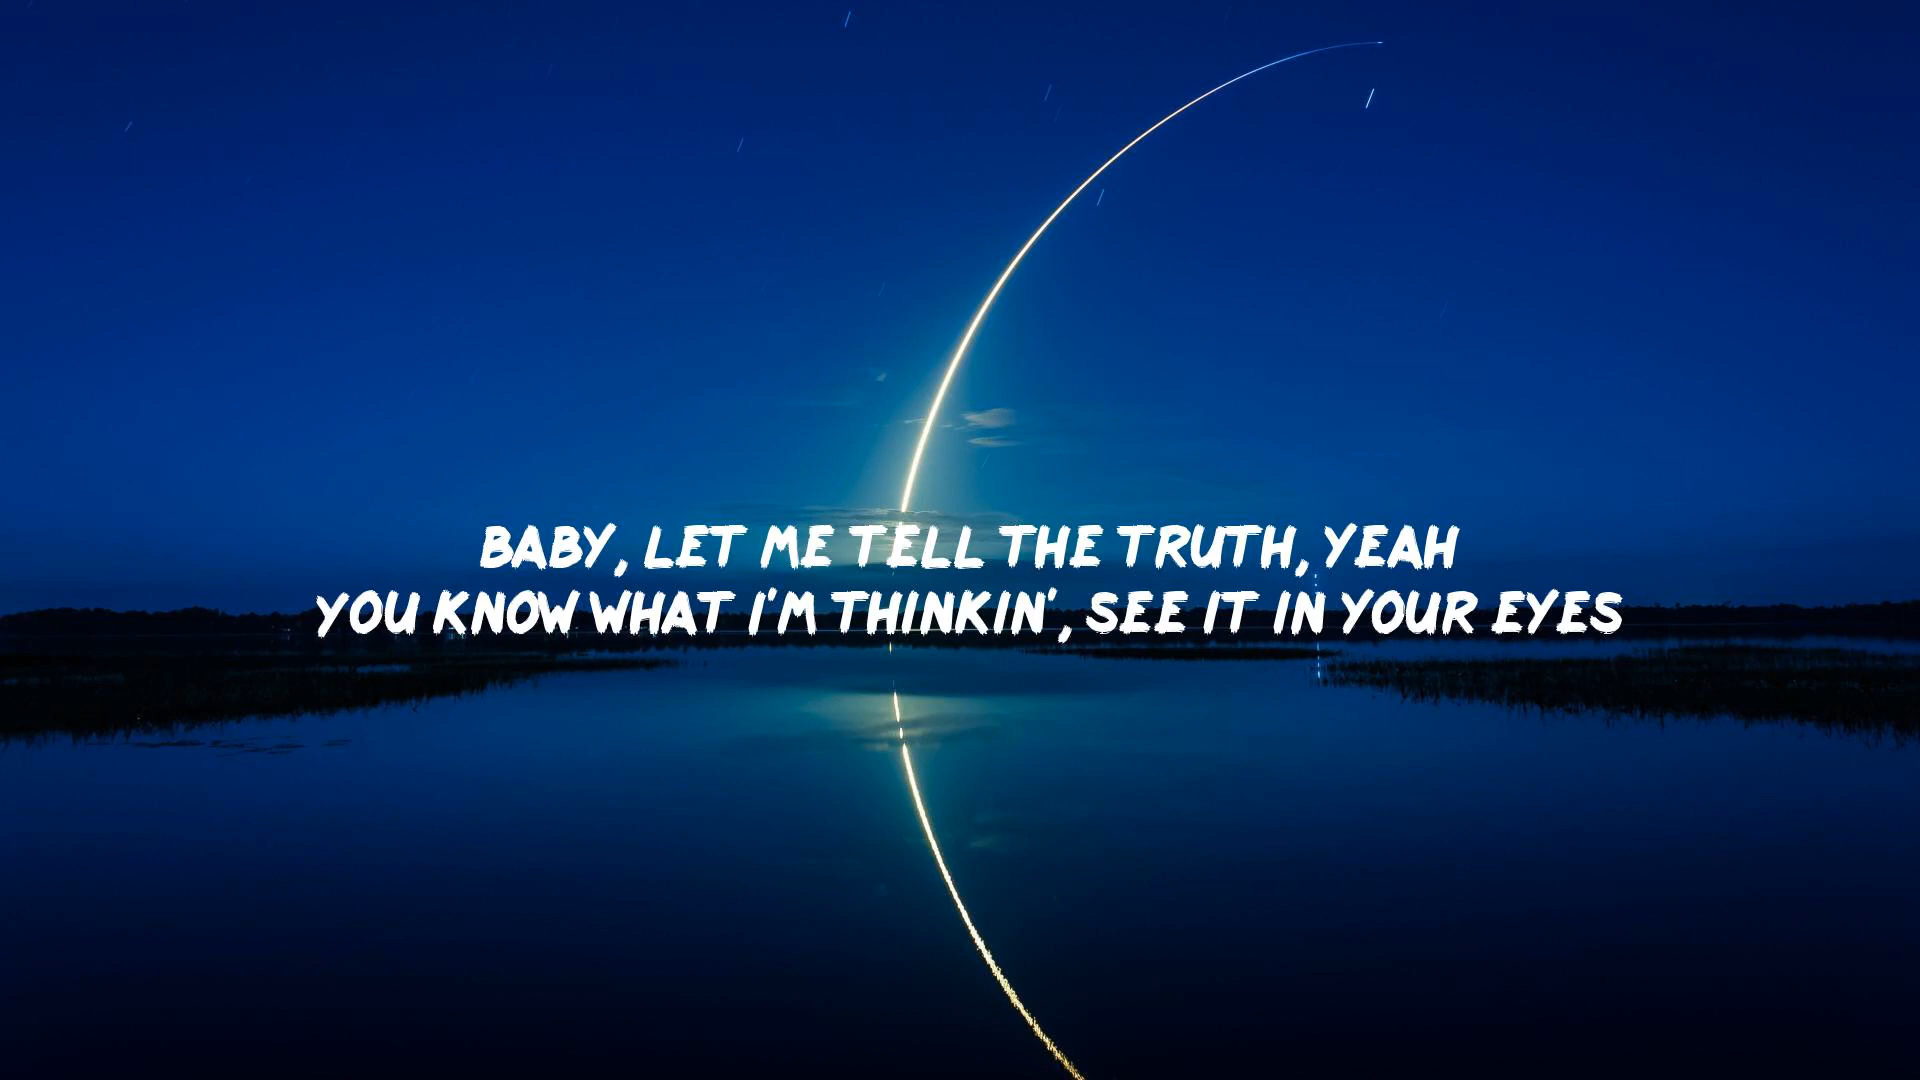 BABY, LET ME TELL THE TRUTH, YEAH
YOU KNOW WHAT I'M THINKIN', SEE IT IN YOUR EYES